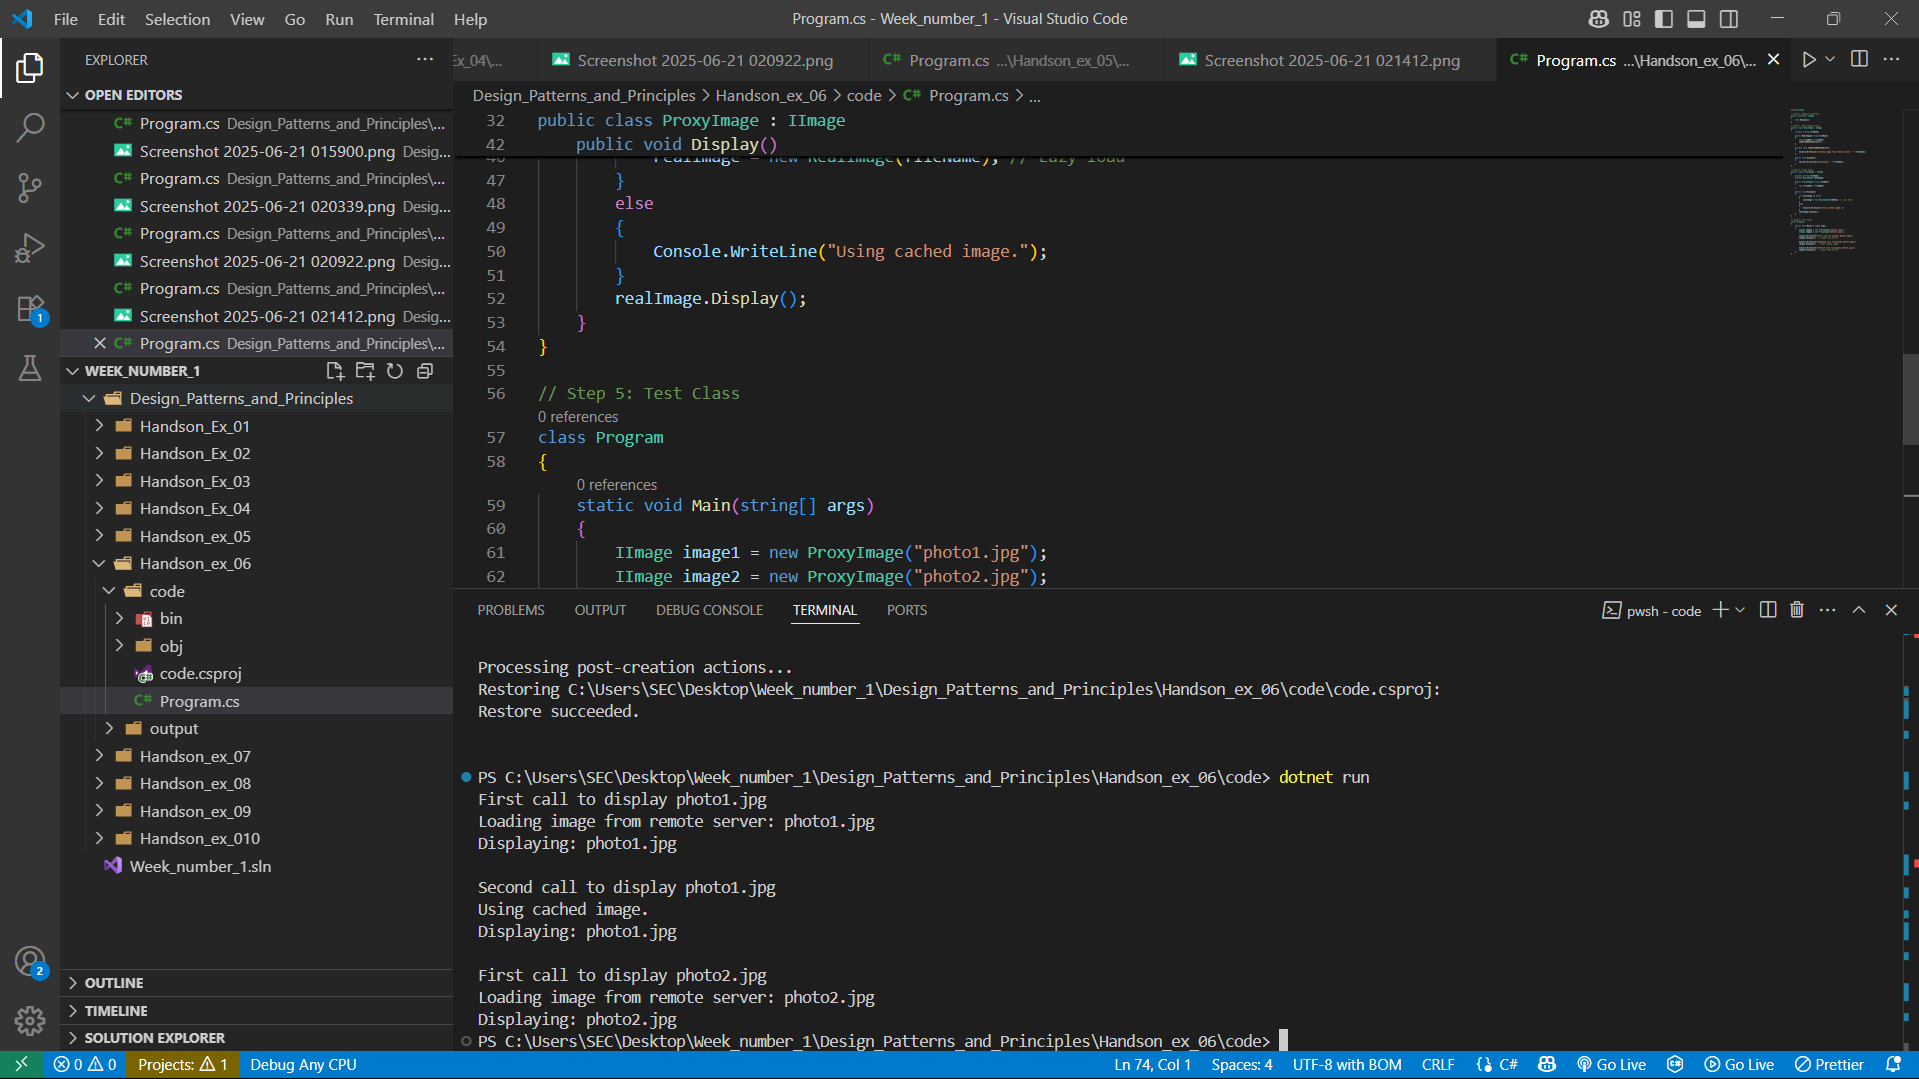 File Edit Selection View Go Run Terminal Help
Program.cs - Week_number_1 - Visual Studio Code
EXPLORER
Ex_04\...
Screenshot 2025-06-21 020922.png
C# Program.cs ...\Handson_ex_05\...
Screenshot 2025-06-21 021412.png
C# Program.cs ...\Handson_ex_06\...
OPEN EDITORS
C# Program.cs Design_Patterns_and_Principles\...
Screenshot 2025-06-21 015900.png Desig...
C# Program.cs Design_Patterns_and_Principles\...
Screenshot 2025-06-21 020339.png Desig...
C# Program.cs Design_Patterns_and_Principles\...
Screenshot 2025-06-21 020922.png Desig...
C# Program.cs Design_Patterns_and_Principles\...
Screenshot 2025-06-21 021412.png Desig...
C# Program.cs Design_Patterns_and_Principles\...
WEEK_NUMBER_1
Design_Patterns_and_Principles
Handson_Ex_01
Handson_Ex_02
Handson_Ex_03
Handson_Ex_04
Handson_ex_05
Handson_ex_06
code
bin
obj
code.csproj
C# Program.cs
output
Handson_ex_07
Handson_ex_08
Handson_ex_09
Handson_ex_010
Week_number_1.sln
OUTLINE
TIMELINE
SOLUTION EXPLORER
1
2
Design_Patterns_and_Principles > Handson_ex_06 > code > C# Program.cs > ...
32 public class ProxyImage : IImage
42 public void Display()
46 realImage = new RealImage(fileName); // Lazy load
47 }
48 else
49 {
50 Console.WriteLine("Using cached image.");
51 }
52 realImage.Display();
53 }
54 }
55
56 // Step 5: Test Class
0 references
57 class Program
58 {
0 references
59 static void Main(string[] args)
60 {
61 IImage image1 = new ProxyImage("photo1.jpg");
62 IImage image2 = new ProxyImage("photo2.jpg");
PROBLEMS OUTPUT DEBUG CONSOLE TERMINAL PORTS
pwsh - code
Processing post-creation actions...
Restoring C:\Users\SEC\Desktop\Week_number_1\Design_Patterns_and_Principles\Handson_ex_06\code\code.csproj:
Restore succeeded.
PS C:\Users\SEC\Desktop\Week_number_1\Design_Patterns_and_Principles\Handson_ex_06\code> dotnet run
First call to display photo1.jpg
Loading image from remote server: photo1.jpg
Displaying: photo1.jpg
Second call to display photo1.jpg
Using cached image.
Displaying: photo1.jpg
First call to display photo2.jpg
Loading image from remote server: photo2.jpg
Displaying: photo2.jpg
PS C:\Users\SEC\Desktop\Week_number_1\Design_Patterns_and_Principles\Handson_ex_06\code>
0 0 Projects: 1 Debug Any CPU
Ln 74, Col 1 Spaces: 4 UTF-8 with BOM CRLF {} C# Go Live Go Live Prettier